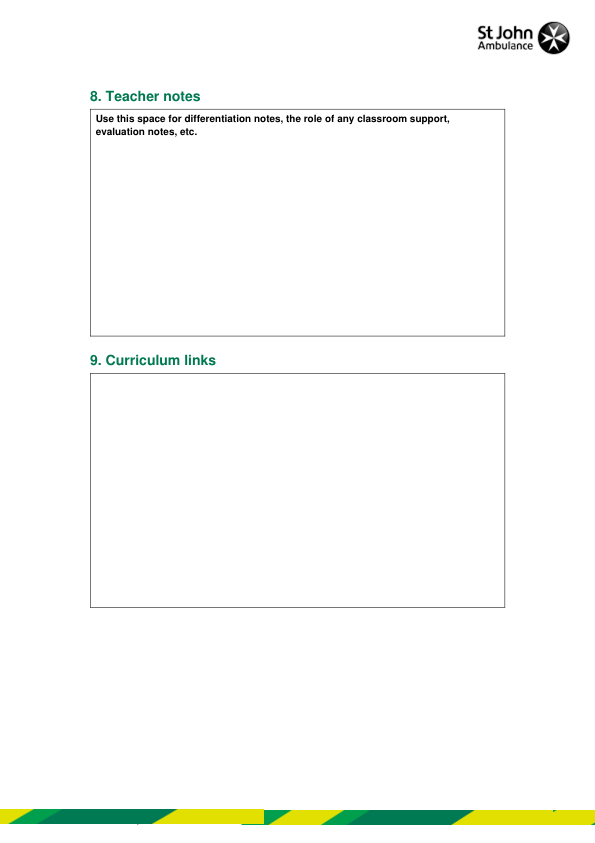 St John
Ambulance
8. Teacher notes
Use this space for differentiation notes, the role of any classroom support,
evaluation notes, etc.
9. Curriculum links